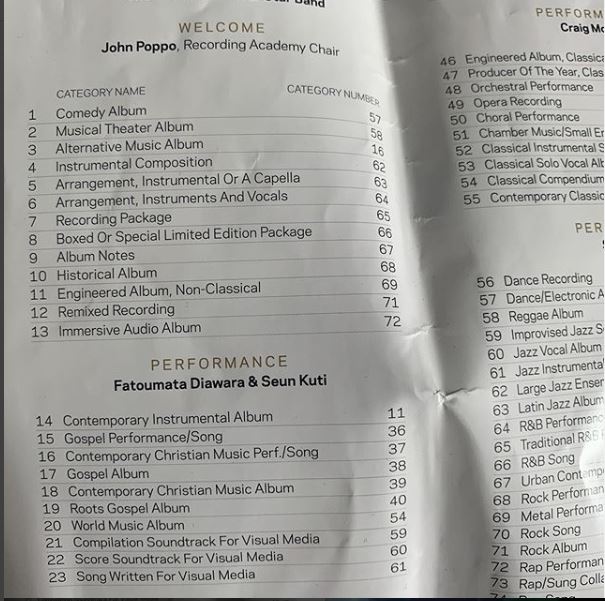 Band
WELCOME
John Poppo, Recording Academy Chair
CATEGORY NAME CATEGORY NUMBER
1 Comedy Album 57
2 Musical Theater Album 58
3 Alternative Music Album 16
4 Instrumental Composition 62
5 Arrangement, Instrumental Or A Capella 63
6 Arrangement, Instruments And Vocals 64
7 Recording Package 65
8 Boxed Or Special Limited Edition Package 66
9 Album Notes 67
10 Historical Album 68
11 Engineered Album, Non-Classical 69
12 Remixed Recording 71
13 Immersive Audio Album 72
PERFORMANCE
Fatoumata Diawara & Seun Kuti
14 Contemporary Instrumental Album 11
15 Gospel Performance/Song 36
16 Contemporary Christian Music Perf./Song 37
17 Gospel Album 38
18 Contemporary Christian Music Album 39
19 Roots Gospel Album 40
20 World Music Album 54
21 Compilation Soundtrack For Visual Media 59
22 Score Soundtrack For Visual Media 60
23 Song Written For Visual Media 61
PERFORM
Craig Mc
46 Engineered Album, Classica
47 Producer Of The Year, Clas
48 Orchestral Performance
49 Opera Recording
50 Choral Performance
51 Chamber Music/Small En
52 Classical Instrumental S
53 Classical Solo Vocal Alb
54 Classical Compendium
55 Contemporary Classic
PER
56 Dance Recording
57 Dance/Electronic A
58 Reggae Album
59 Improvised Jazz S
60 Jazz Vocal Album
61 Jazz Instrumental
62 Large Jazz Ensem
63 Latin Jazz Album
64 R&B Performanc
65 Traditional R&B
66 R&B Song
67 Urban Contemp
68 Rock Performan
69 Metal Performa
70 Rock Song
71 Rock Album
72 Rap Performan
73 Rap/Sung Colla